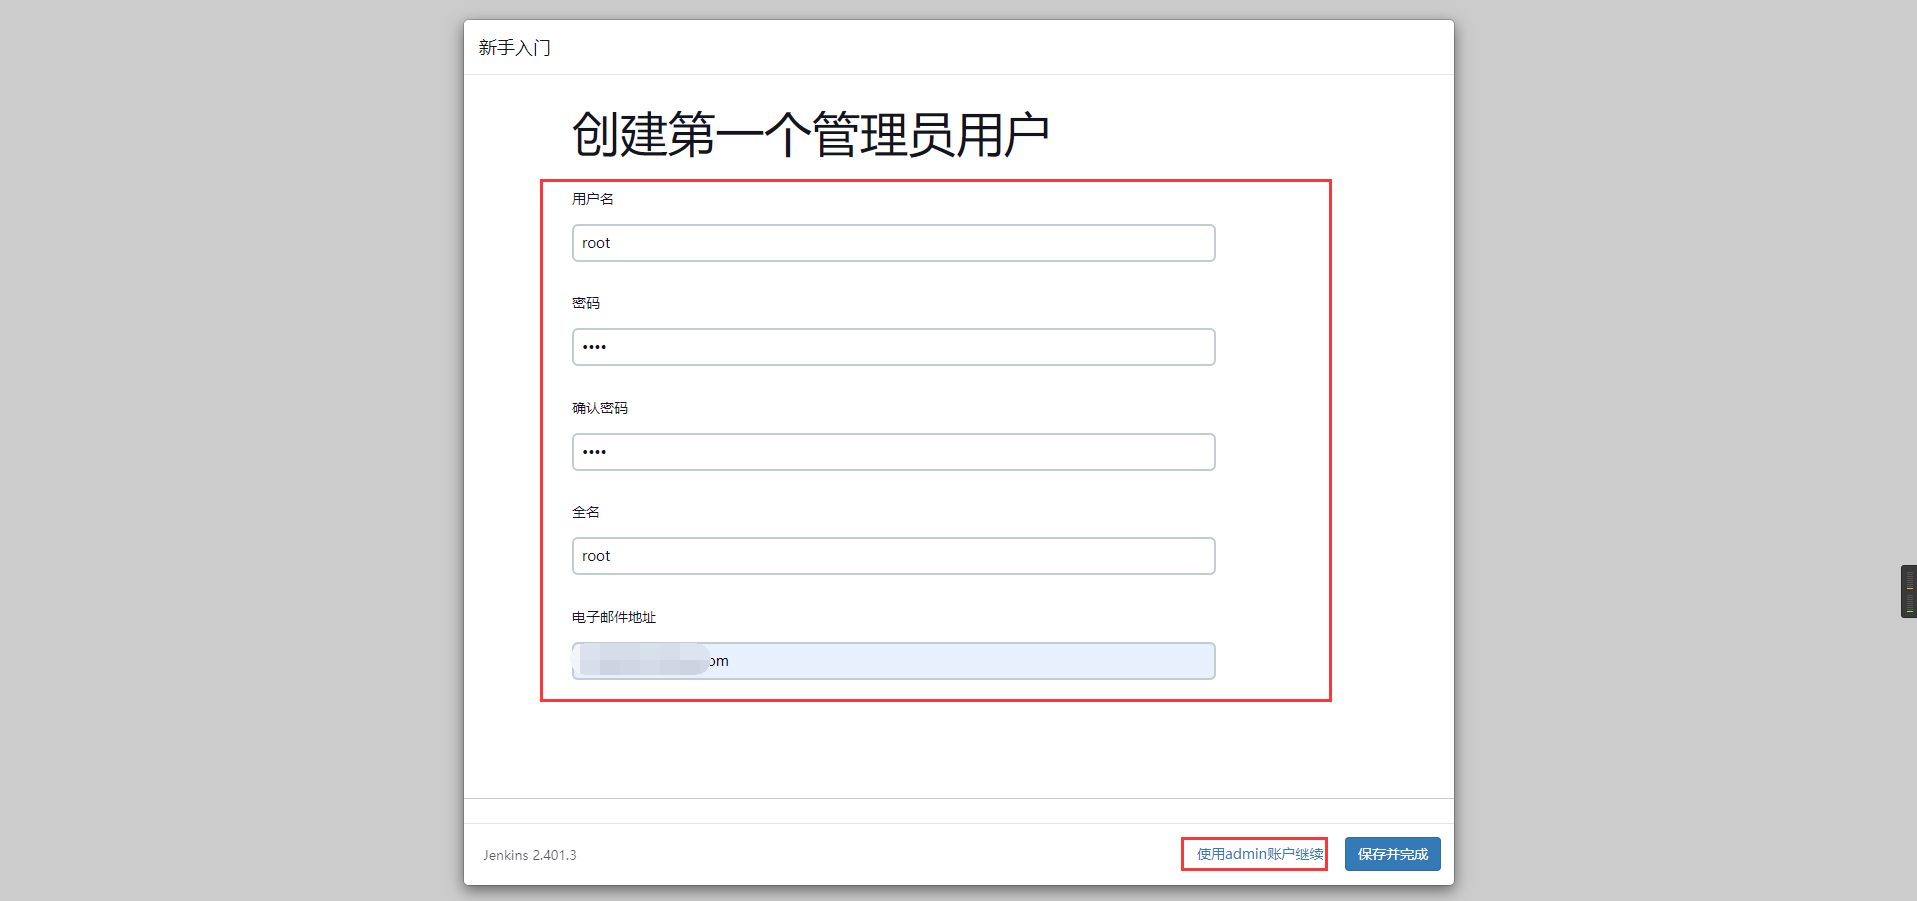 新手入门
创建第一个管理员用户
用户名
root
密码
••••
确认密码
••••
全名
root
电子邮件地址
om
Jenkins 2.401.3
使用admin账户继续
保存并完成